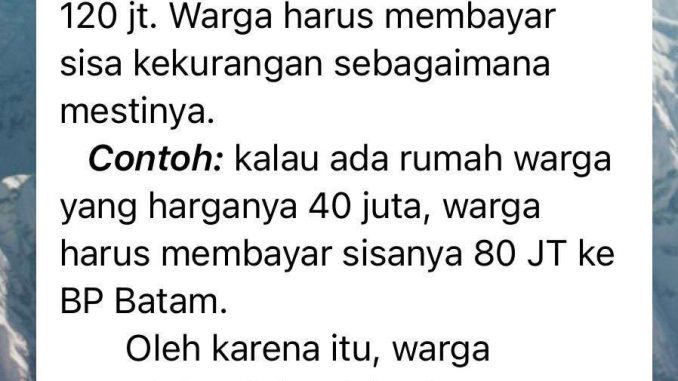 120 jt. Warga harus membayar
sisa kekurangan sebagaimana
mestinya.
Contoh: kalau ada rumah warga
yang harganya 40 juta, warga
harus membayar sisanya 80 JT ke
BP Batam.
Oleh karena itu, warga